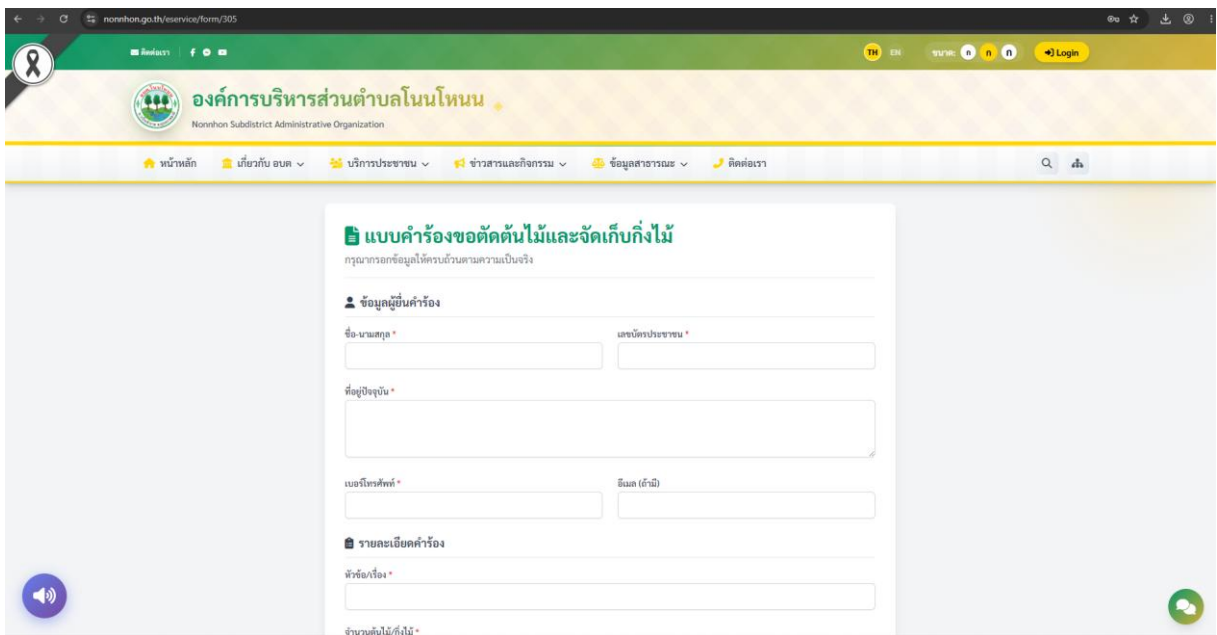 nonnhon.go.th/eservice/form/305
ติดต่อเรา
TH EN ขนาด: ก ก ก Login
องค์การบริหารส่วนตำบลโนนโหนน
Nonnhon Subdistrict Administrative Organization
หน้าหลัก เกี่ยวกับ อบต บริการประชาชน ข่าวสารและกิจกรรม ข้อมูลสาธารณะ ติดต่อเรา
แบบคำร้องขอตัดต้นไม้และจัดเก็บกิ่งไม้
กรุณากรอกข้อมูลให้ครบถ้วนตามความเป็นจริง
ข้อมูลผู้ยื่นคำร้อง
ชื่อ-นามสกุล * เลขบัตรประชาชน *
ที่อยู่ปัจจุบัน *
เบอร์โทรศัพท์ * อีเมล (ถ้ามี)
รายละเอียดคำร้อง
หัวข้อ/เรื่อง *
จำนวนต้นไม้/กิ่งไม้ *